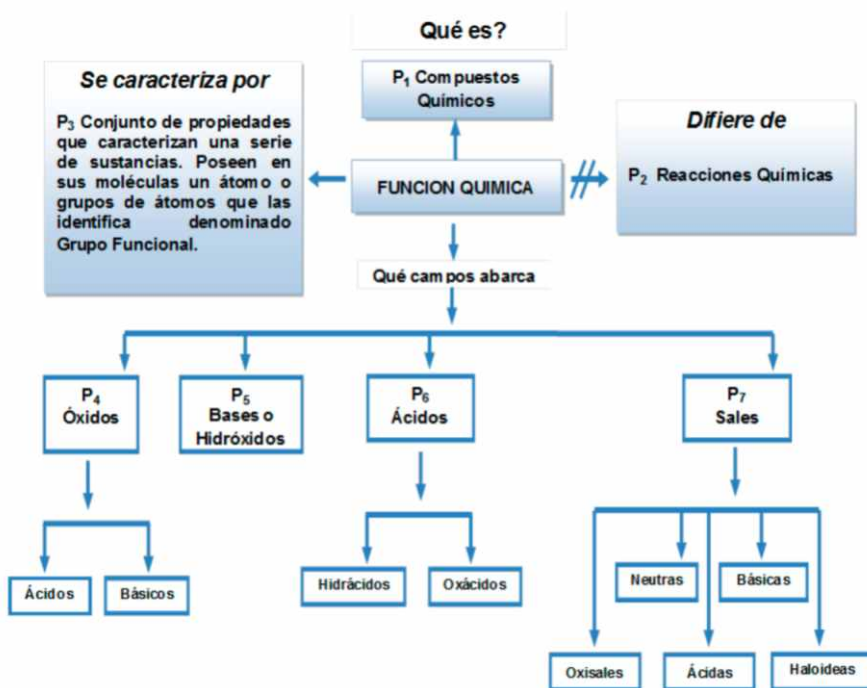 Qué es?
P₁ Compuestos
Químicos
Se caracteriza por
P₃ Conjunto de propiedades
que caracterizan una serie
de sustancias. Poseen en
sus moléculas un átomo o
grupos de átomos que las
identifica denominado
Grupo Funcional.
FUNCION QUIMICA
Difiere de
P₂ Reacciones Químicas
Qué campos abarca
P₄
Óxidos
P₅
Bases o
Hidróxidos
P₆
Ácidos
P₇
Sales
Ácidos
Básicos
Hidrácidos
Oxácidos
Neutras
Básicas
Oxisales
Ácidas
Haloideas